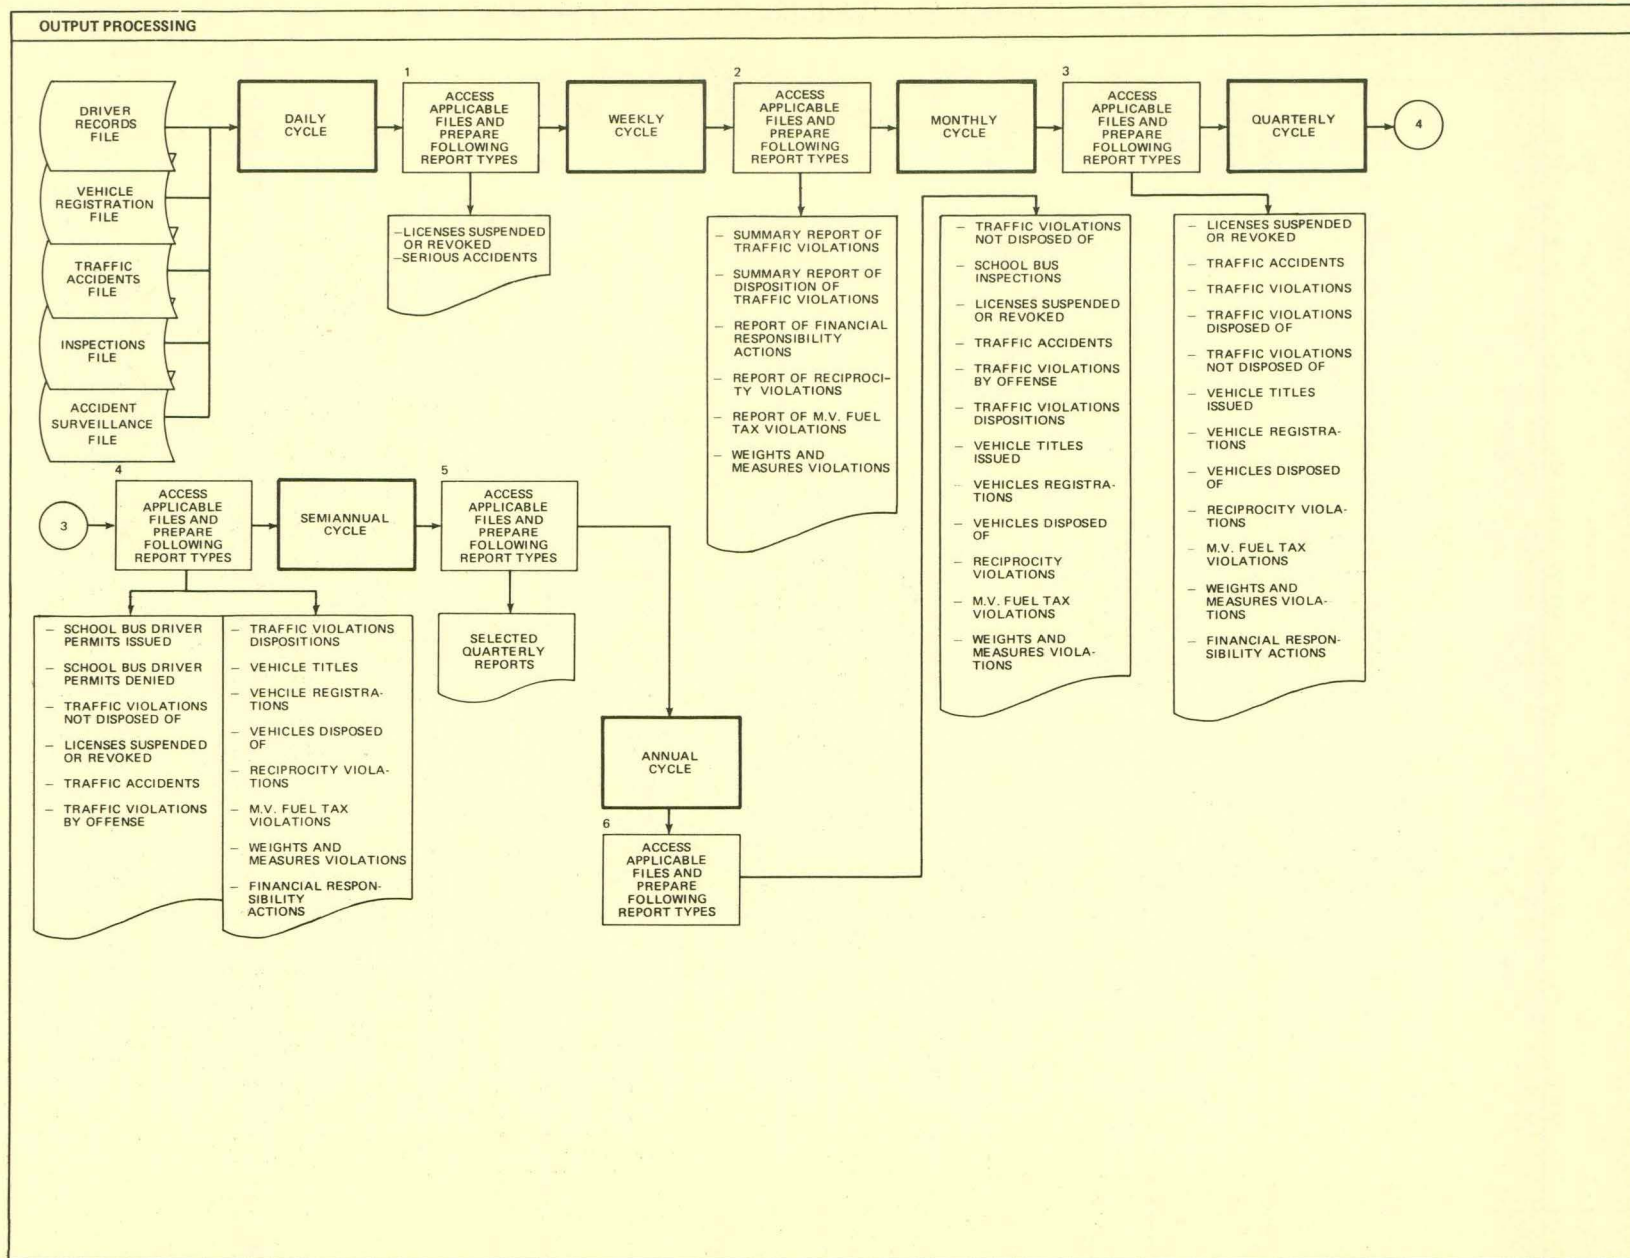 OUTPUT PROCESSING
DRIVER
RECORDS
FILE
VEHICLE
REGISTRATION
FILE
TRAFFIC
ACCIDENTS
FILE
INSPECTIONS
FILE
ACCIDENT
SURVEILLANCE
FILE
DAILY
CYCLE
1
ACCESS
APPLICABLE
FILES AND
PREPARE
FOLLOWING
REPORT TYPES
–LICENSES SUSPENDED
OR REVOKED
–SERIOUS ACCIDENTS
WEEKLY
CYCLE
2
ACCESS
APPLICABLE
FILES AND
PREPARE
FOLLOWING
REPORT TYPES
– SUMMARY REPORT OF
TRAFFIC VIOLATIONS
– SUMMARY REPORT OF
DISPOSITION OF
TRAFFIC VIOLATIONS
– REPORT OF FINANCIAL
RESPONSIBILITY
ACTIONS
– REPORT OF RECIPROCI-
TY VIOLATIONS
– REPORT OF M.V. FUEL
TAX VIOLATIONS
– WEIGHTS AND
MEASURES VIOLATIONS
MONTHLY
CYCLE
– TRAFFIC VIOLATIONS
NOT DISPOSED OF
– SCHOOL BUS
INSPECTIONS
– LICENSES SUSPENDED
OR REVOKED
– TRAFFIC ACCIDENTS
– TRAFFIC VIOLATIONS
BY OFFENSE
– TRAFFIC VIOLATIONS
DISPOSITIONS
– VEHICLE TITLES
ISSUED
– VEHICLES REGISTRA-
TIONS
– VEHICLES DISPOSED
OF
– RECIPROCITY
VIOLATIONS
– M.V. FUEL TAX
VIOLATIONS
– WEIGHTS AND
MEASURES VIOLA-
TIONS
3
ACCESS
APPLICABLE
FILES AND
PREPARE
FOLLOWING
REPORT TYPES
– LICENSES SUSPENDED
OR REVOKED
– TRAFFIC ACCIDENTS
– TRAFFIC VIOLATIONS
– TRAFFIC VIOLATIONS
DISPOSED OF
– TRAFFIC VIOLATIONS
NOT DISPOSED OF
– VEHICLE TITLES
ISSUED
– VEHICLE REGISTRA-
TIONS
– VEHICLES DISPOSED
OF
– RECIPROCITY VIOLA-
TIONS
– M.V. FUEL TAX
VIOLATIONS
– WEIGHTS AND
MEASURES VIOLA-
TIONS
– FINANCIAL RESPON-
SIBILITY ACTIONS
QUARTERLY
CYCLE
4
3
4
ACCESS
APPLICABLE
FILES AND
PREPARE
FOLLOWING
REPORT TYPES
– SCHOOL BUS DRIVER
PERMITS ISSUED
– SCHOOL BUS DRIVER
PERMITS DENIED
– TRAFFIC VIOLATIONS
NOT DISPOSED OF
– LICENSES SUSPENDED
OR REVOKED
– TRAFFIC ACCIDENTS
– TRAFFIC VIOLATIONS
BY OFFENSE
– TRAFFIC VIOLATIONS
DISPOSITIONS
– VEHICLE TITLES
– VEHCILE REGISTRA-
TIONS
– VEHICLES DISPOSED
OF
– RECIPROCITY VIOLA-
TIONS
– M.V. FUEL TAX
VIOLATIONS
– WEIGHTS AND
MEASURES VIOLATIONS
– FINANCIAL RESPON-
SIBILITY
ACTIONS
SEMIANNUAL
CYCLE
5
ACCESS
APPLICABLE
FILES AND
PREPARE
FOLLOWING
REPORT TYPES
SELECTED
QUARTERLY
REPORTS
ANNUAL
CYCLE
6
ACCESS
APPLICABLE
FILES AND
PREPARE
FOLLOWING
REPORT TYPES